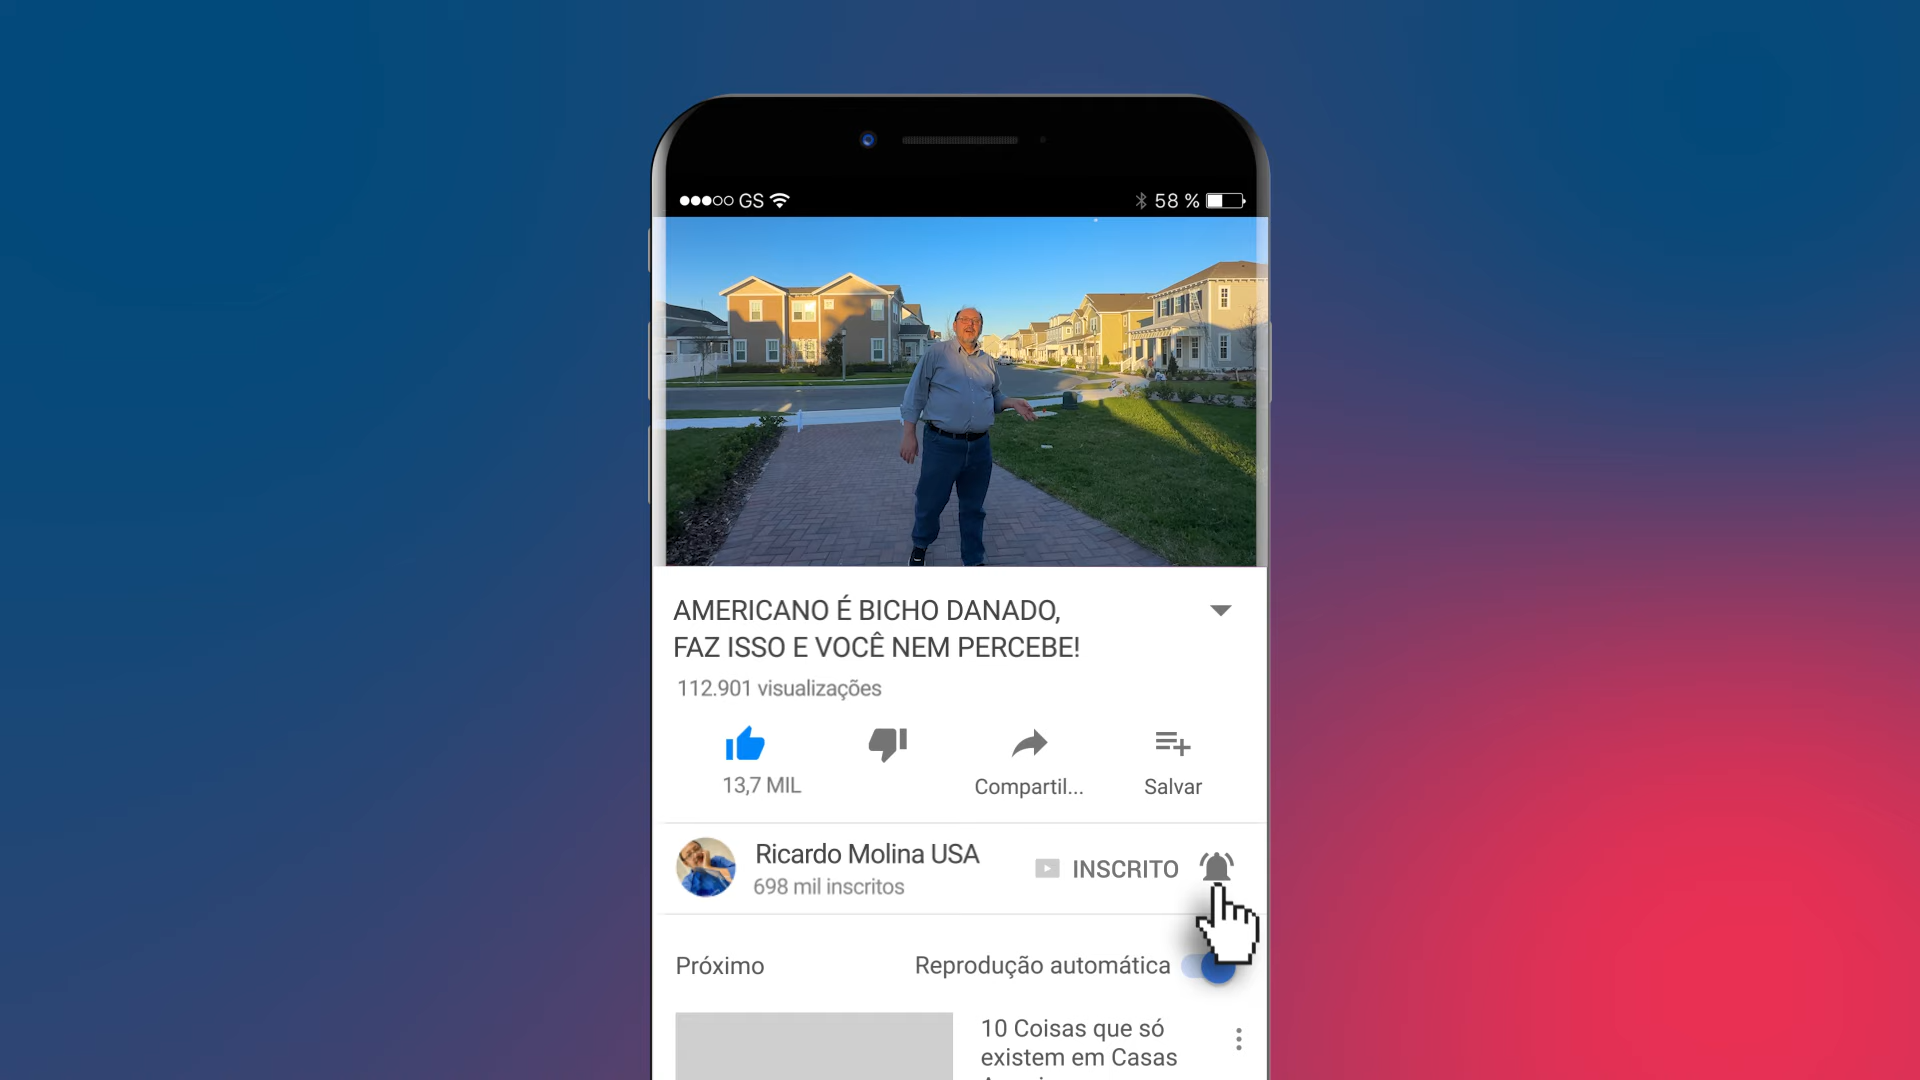 GS
58 %
AMERICANO É BICHO DANADO,
FAZ ISSO E VOCÊ NEM PERCEBE!
112.901 visualizações
13,7 MIL
Compartil...
Salvar
Ricardo Molina USA
698 mil inscritos
INSCRITO
Próximo
Reprodução automática
10 Coisas que só
existem em Casas